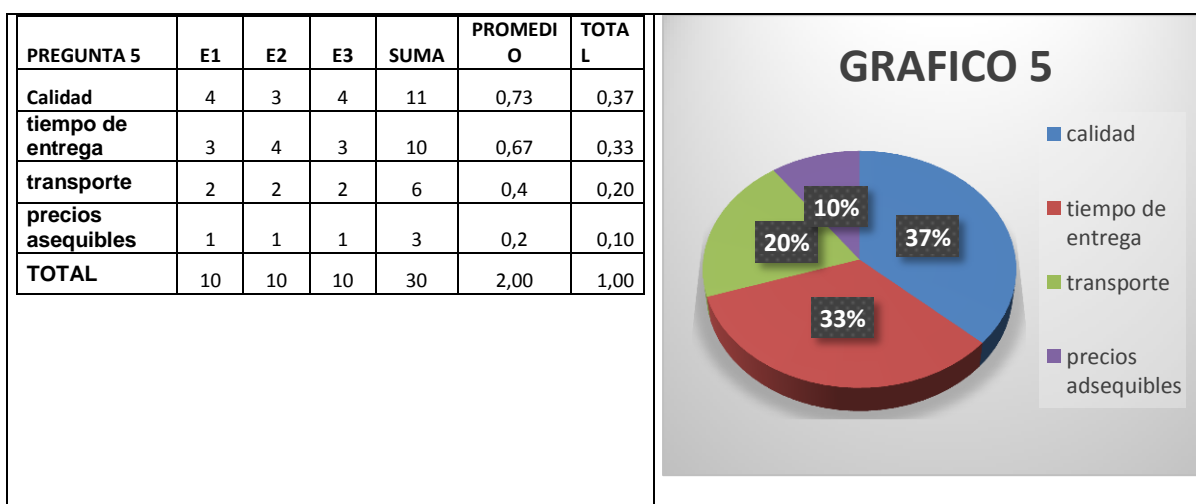 PREGUNTA 5 E1 E2 E3 SUMA PROMEDI
O TOTA
L
Calidad 4 3 4 11 0,73 0,37
tiempo de
entrega 3 4 3 10 0,67 0,33
transporte 2 2 2 6 0,4 0,20
precios
asequibles 1 1 1 3 0,2 0,10
TOTAL 10 10 10 30 2,00 1,00
GRAFICO 5
10%
20%
37%
33%
calidad
tiempo de
entrega
transporte
precios
adsequibles